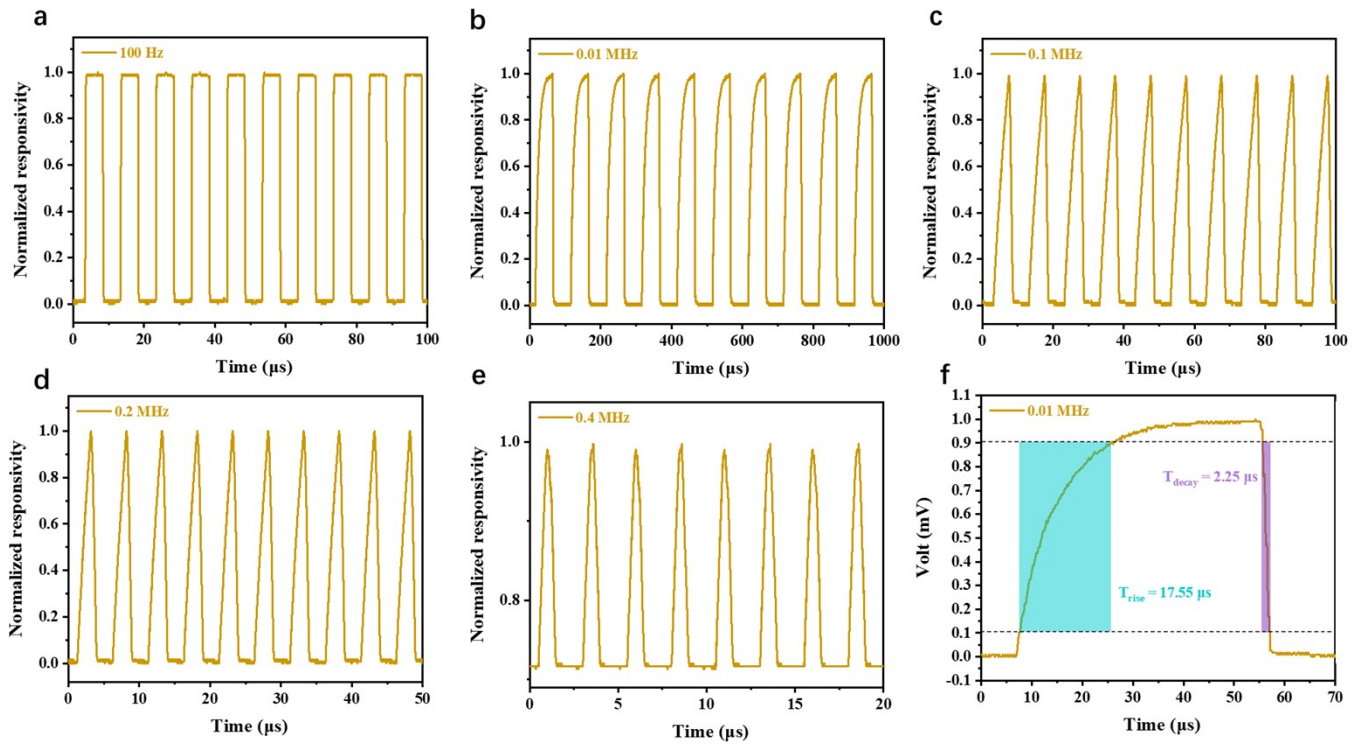 a
100 Hz
Normalized responsivity
1.0
0.8
0.6
0.4
0.2
0.0
0 20 40 60 80 100
Time (μs)
b
0.01 MHz
Normalized responsivity
1.0
0.8
0.6
0.4
0.2
0.0
0 200 400 600 800 1000
Time (μs)
c
0.1 MHz
Normalized responsivity
1.0
0.8
0.6
0.4
0.2
0.0
0 20 40 60 80 100
Time (μs)
d
0.2 MHz
Normalized responsivity
1.0
0.8
0.6
0.4
0.2
0.0
0 10 20 30 40 50
Time (μs)
e
0.4 MHz
Normalized responsivity
1.0
0.8
0 5 10 15 20
Time (μs)
f
0.01 MHz
Volt (mV)
1.1
1.0
0.9
0.8
0.7
0.6
0.5
0.4
0.3
0.2
0.1
0.0
-0.1
Tdecay = 2.25 μs
Trise = 17.55 μs
0 10 20 30 40 50 60 70
Time (μs)